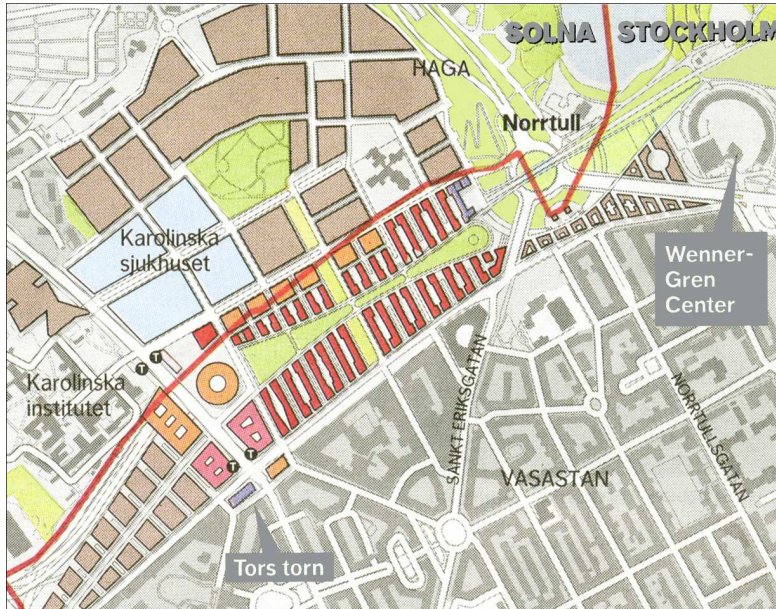 SOLNA STOCKHOLM
HAGA
Norrtull
Karolinska
sjukhuset
Wenner-
Gren
Center
T
T
Karolinska
institutet
SANKT ERIKSGATAN
NORRTULLSGATAN
VASASTAN
T
T
Tors torn